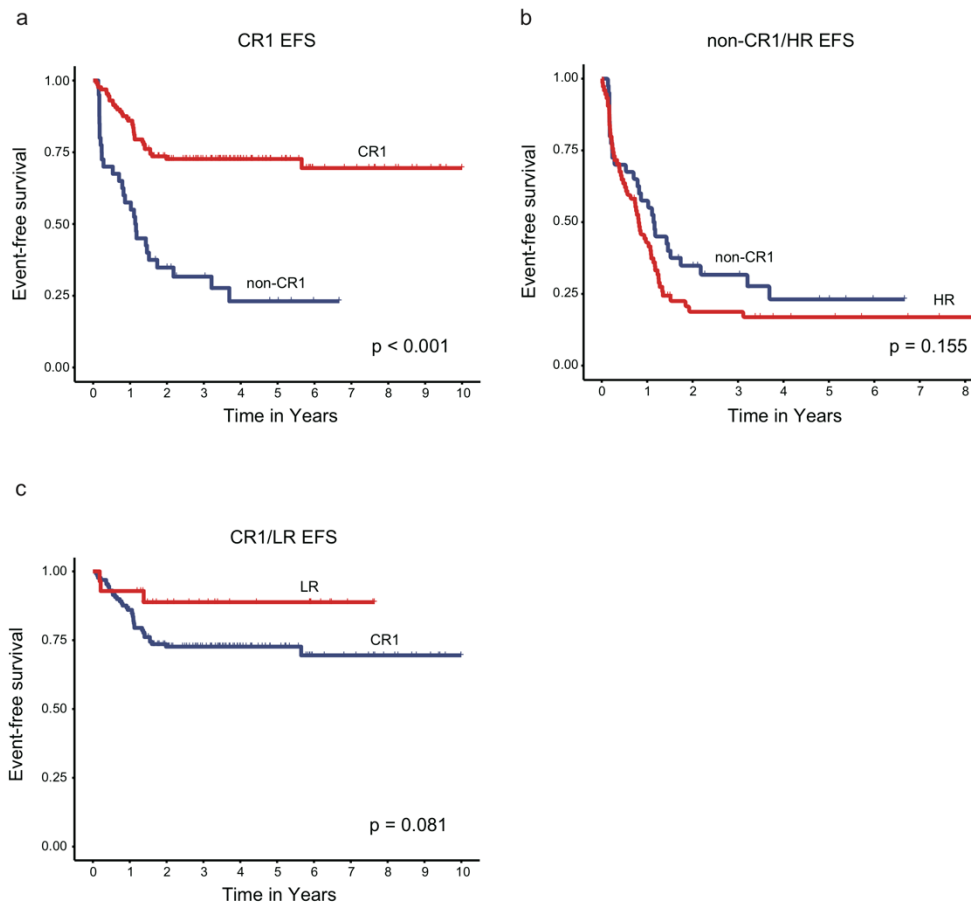 a
CR1 EFS
Event-free survival
1.00
0.75
0.50
0.25
0.00
CR1
non-CR1
p < 0.001
0 1 2 3 4 5 6 7 8 9 10
Time in Years
b
non-CR1/HR EFS
Event-free survival
1.00
0.75
0.50
0.25
0.00
non-CR1
HR
p = 0.155
0 1 2 3 4 5 6 7 8
Time in Years
c
CR1/LR EFS
Event-free survival
1.00
0.75
0.50
0.25
0.00
LR
CR1
p = 0.081
0 1 2 3 4 5 6 7 8 9 10
Time in Years